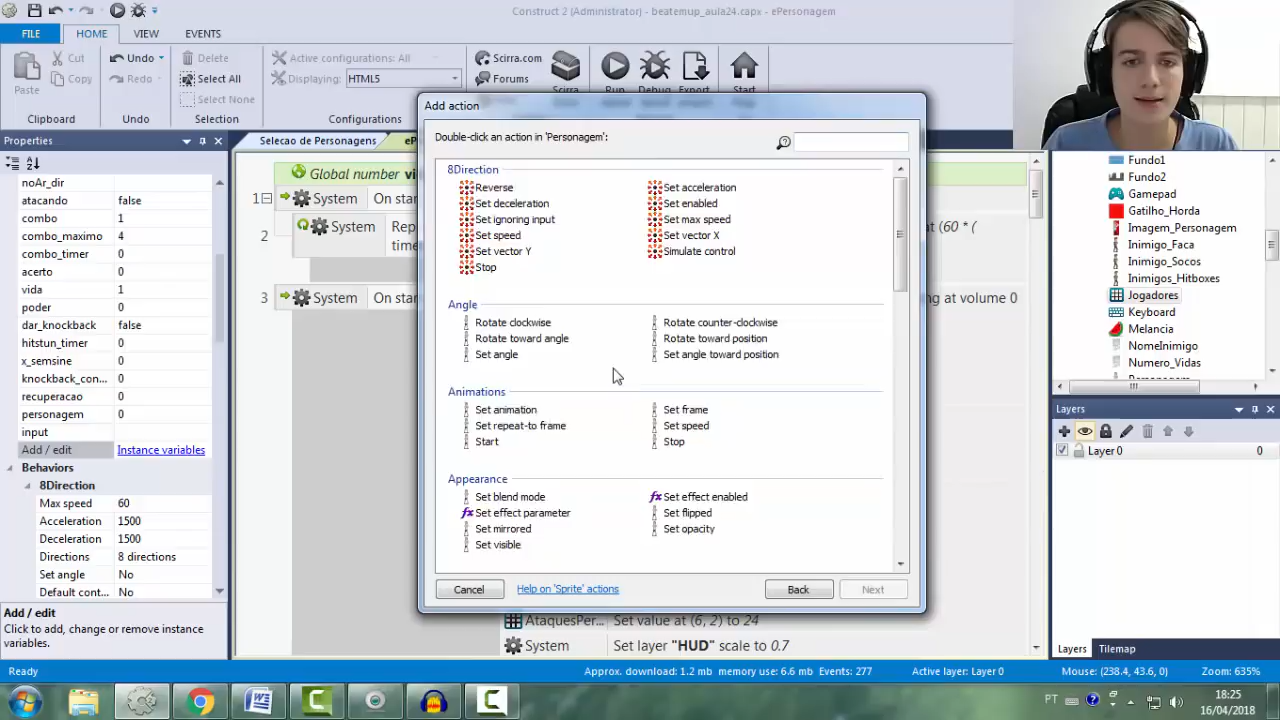 Construct 2 (Administrator) - beatemup_aula24.capx - ePersonagem
FILE HOME VIEW EVENTS
Paste
Cut
Copy
Clipboard
Undo
Redo
Undo
Delete
Select All
Select None
Selection
Active configurations: All
Displaying: HTML5
Configurations
Scirra.com
Forums
Scirra Run Debug Export Start
Properties
noAr_dir
atacando false
combo 1
combo_maximo 4
combo_timer 0
acerto 0
vida 1
poder 0
dar_knockback false
hitstun_timer 0
x_semsine 0
knockback_con... 0
recuperacao 0
personagem 0
input
Add / edit Instance variables
Behaviors
8Direction
Max speed 60
Acceleration 1500
Deceleration 1500
Directions 8 directions
Set angle No
Default cont... No
Add / edit
Click to add, change or remove instance
variables.
Selecao de Personagens
Global number
1 System On start
2 System Rep
time
at (60 * (
3 System On star
ng at volume 0
AtaquesPer... Set value at (6, 2) to 24
System Set layer "HUD" scale to 0.7
Add action
Double-click an action in 'Personagem':
8Direction
Reverse Set acceleration
Set deceleration Set enabled
Set ignoring input Set max speed
Set speed Set vector X
Set vector Y Simulate control
Stop
Angle
Rotate clockwise Rotate counter-clockwise
Rotate toward angle Rotate toward position
Set angle Set angle toward position
Animations
Set animation Set frame
Set repeat-to frame Set speed
Start Stop
Appearance
Set blend mode Set effect enabled
Set effect parameter Set flipped
Set mirrored Set opacity
Set visible
Cancel Help on 'Sprite' actions Back Next
Fundo1
Fundo2
Gamepad
Gatilho_Horda
Imagem_Personagem
Inimigo_Faca
Inimigo_Socos
Inimigos_Hitboxes
Jogadores
Keyboard
Melancia
NomeInimigo
Numero_Vidas
Layers
Layer 0 0
Layers Tilemap
Ready
Approx. download: 1.2 mb memory use: 6.6 mb Events: 277
Active layer: Layer 0
Mouse: (238.4, 43.6, 0)
Zoom: 635%
PT
18:25
16/04/2018